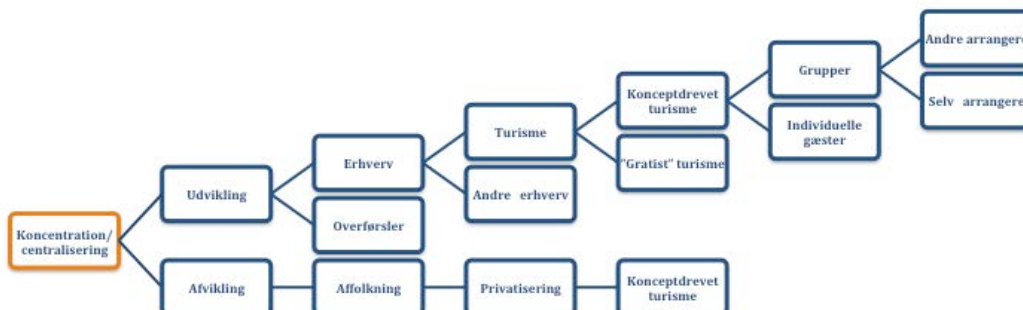 Andre arrangere
Grupper
Selv arrangere
Konceptdrevet
turisme
Individuelle
gæster
Turisme
"Gratist" turisme
Erhverv
Andre erhverv
Udvikling
Overførsler
Koncentration/
centralisering
Afvikling
Affolkning
Privatisering
Konceptdrevet
turisme